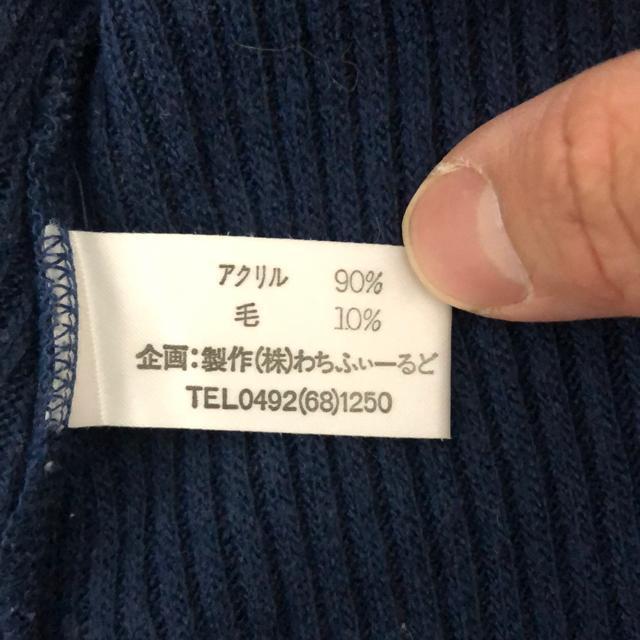 アクリル 90%
毛 10%
企画:製作(株)わちふぃーるど
TEL0492(68)1250